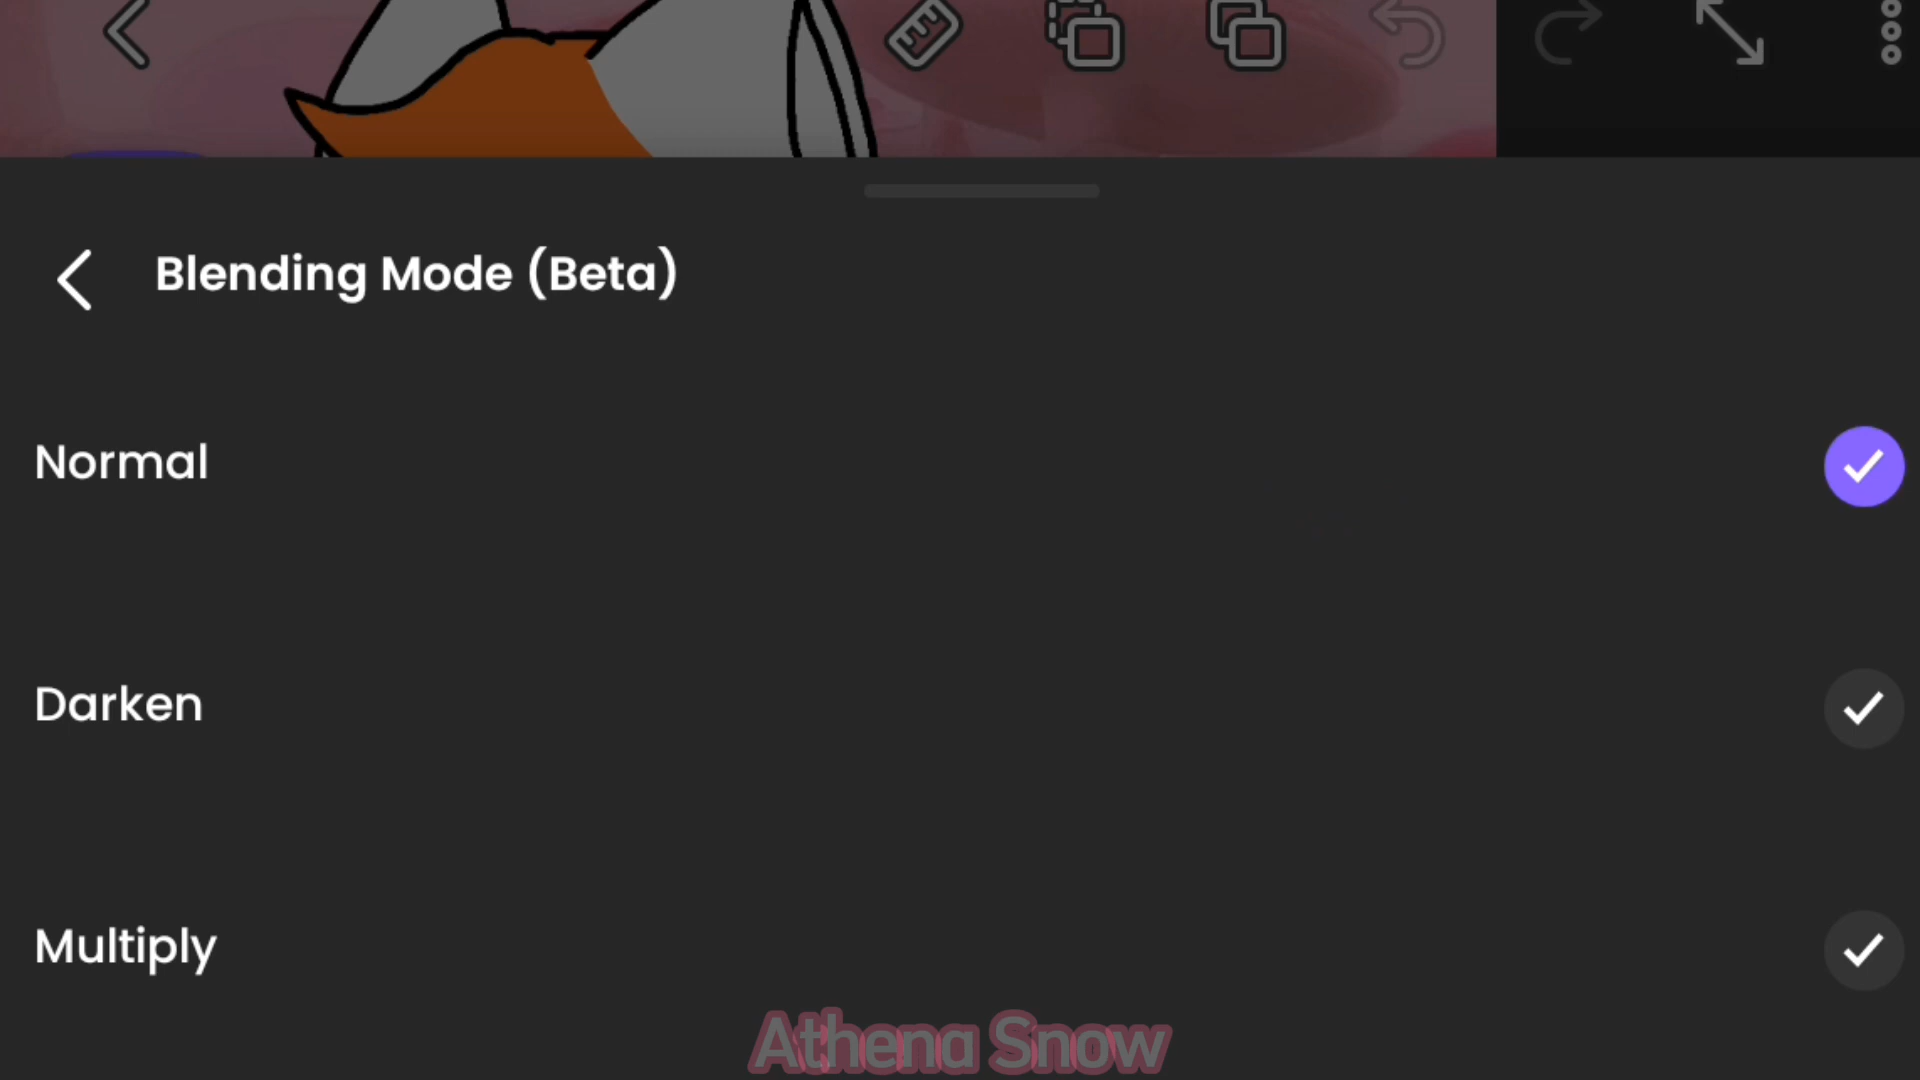 Blending Mode (Beta)
Normal
Darken
Multiply
Athena Snow